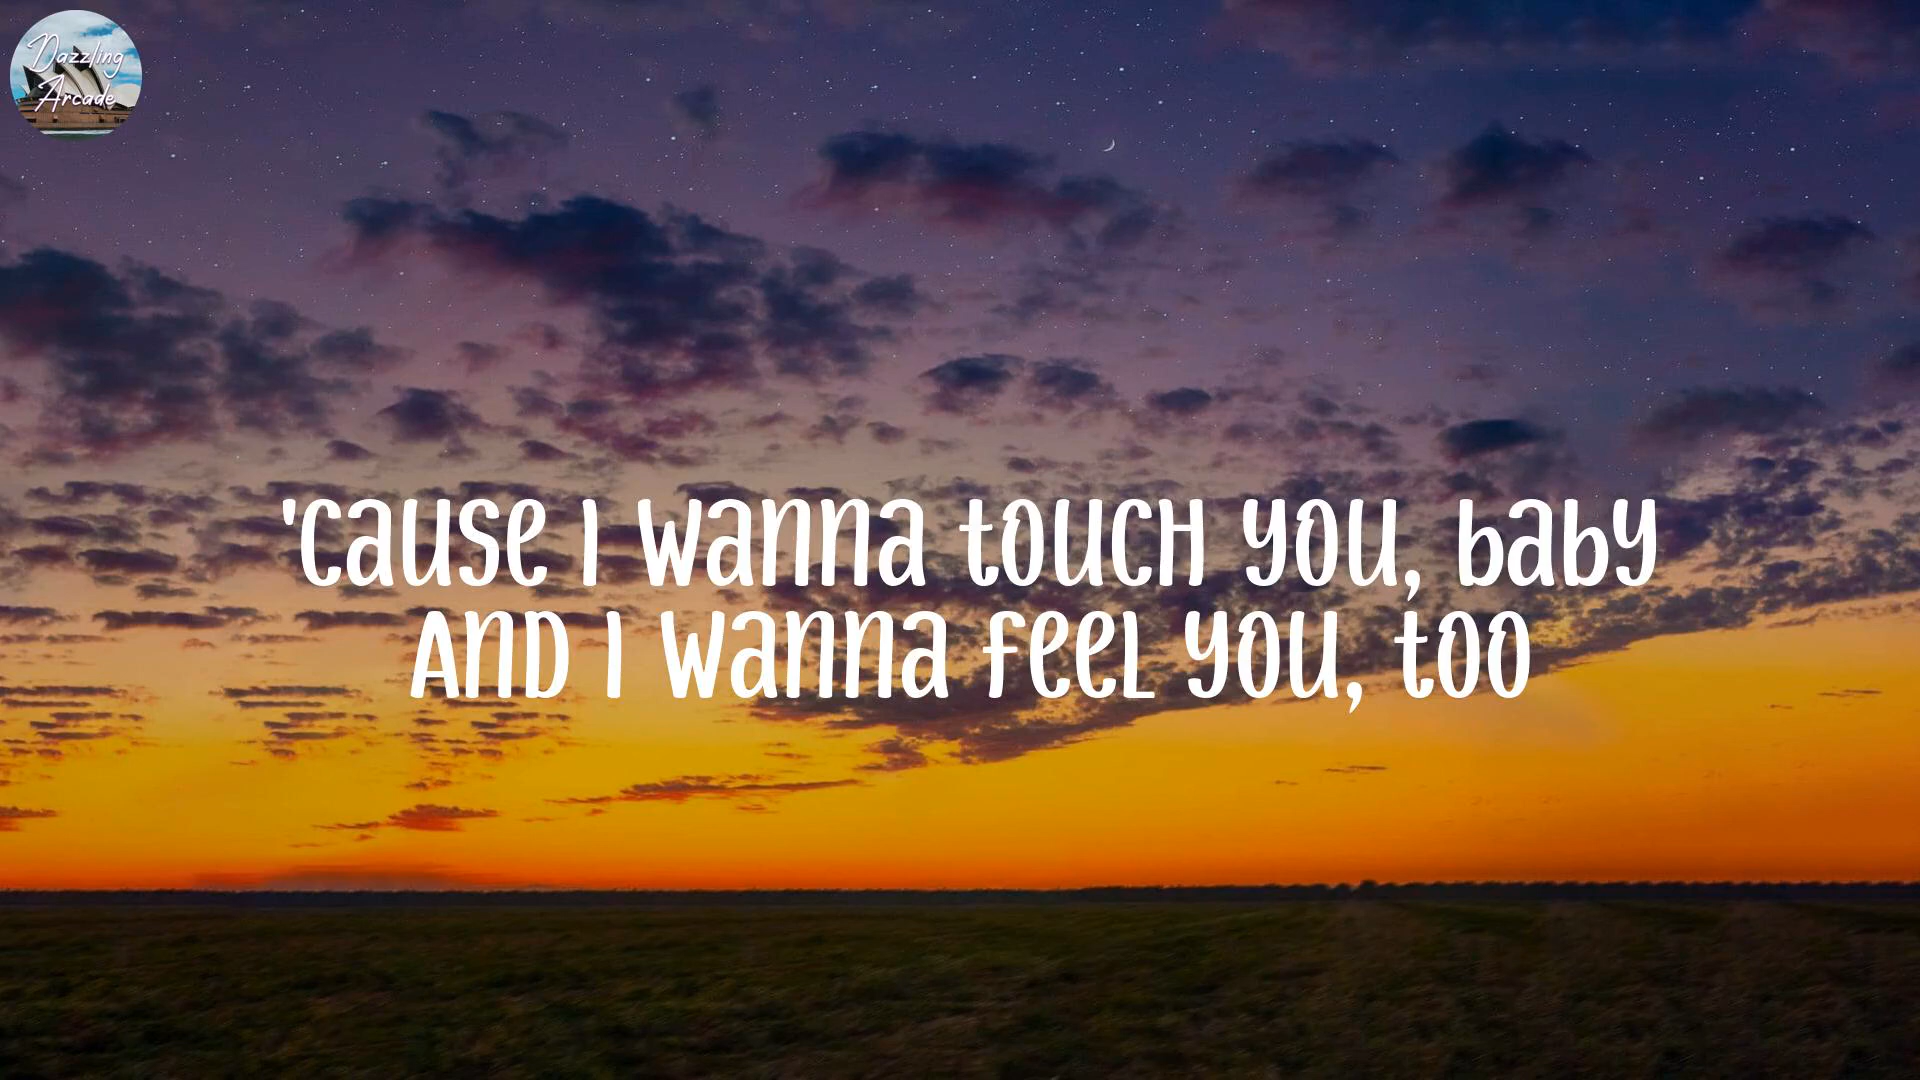 Dazzling
Arcade
'cause I wanna touch you, baby
And I wanna feel you, too